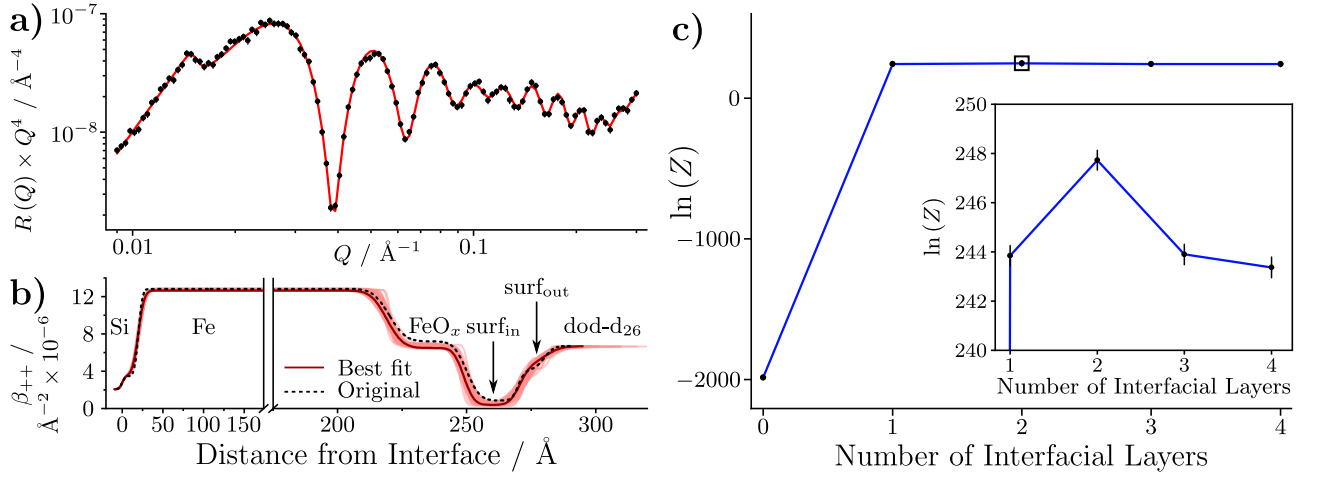 a)
10⁻⁷
10⁻⁸
R(Q) × Q⁴ / Å⁻⁴
0.01
0.1
Q / Å⁻¹
b)
12
8
4
0
β₊₊ /
Å⁻² × 10⁻⁶
Si
Fe
FeOₓ
surf_in
surf_out
dod-d₂₆
Best fit
Original
0
50
100
150
200
250
300
Distance from Interface / Å
c)
0
−1000
−2000
ln (Z)
0
1
2
3
4
Number of Interfacial Layers
250
248
246
244
242
240
ln (Z)
1
2
3
4
Number of Interfacial Layers